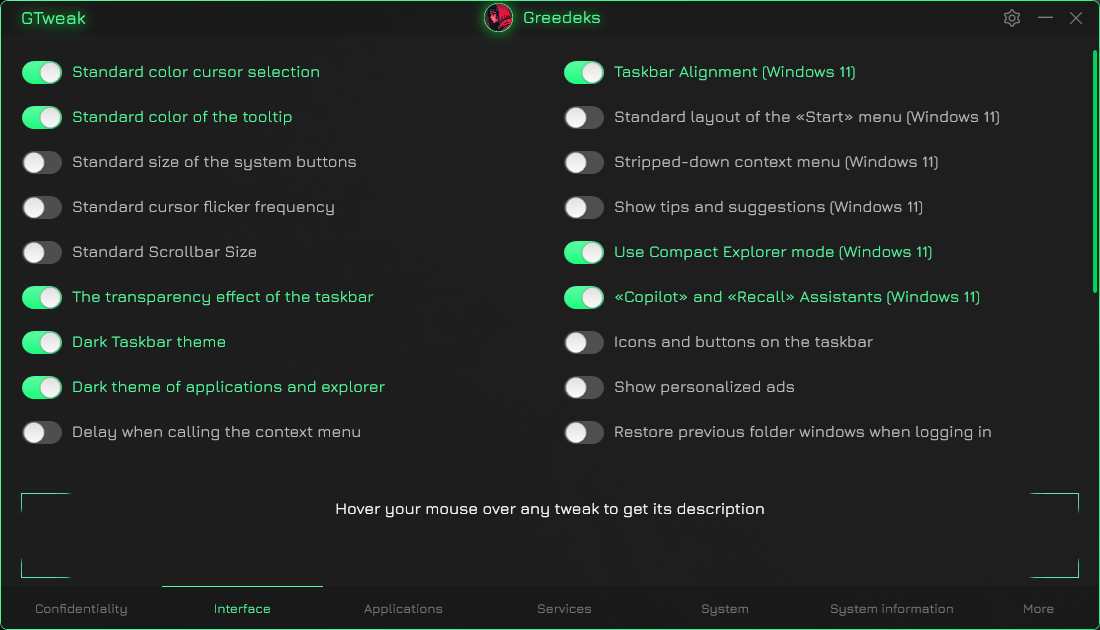 GTweak
Greedeks
Standard color cursor selection
Standard color of the tooltip
Standard size of the system buttons
Standard cursor flicker frequency
Standard Scrollbar Size
The transparency effect of the taskbar
Dark Taskbar theme
Dark theme of applications and explorer
Delay when calling the context menu
Taskbar Alignment (Windows 11)
Standard layout of the «Start» menu (Windows 11)
Stripped-down context menu (Windows 11)
Show tips and suggestions (Windows 11)
Use Compact Explorer mode (Windows 11)
«Copilot» and «Recall» Assistants (Windows 11)
Icons and buttons on the taskbar
Show personalized ads
Restore previous folder windows when logging in
Hover your mouse over any tweak to get its description
Confidentiality
Interface
Applications
Services
System
System information
More